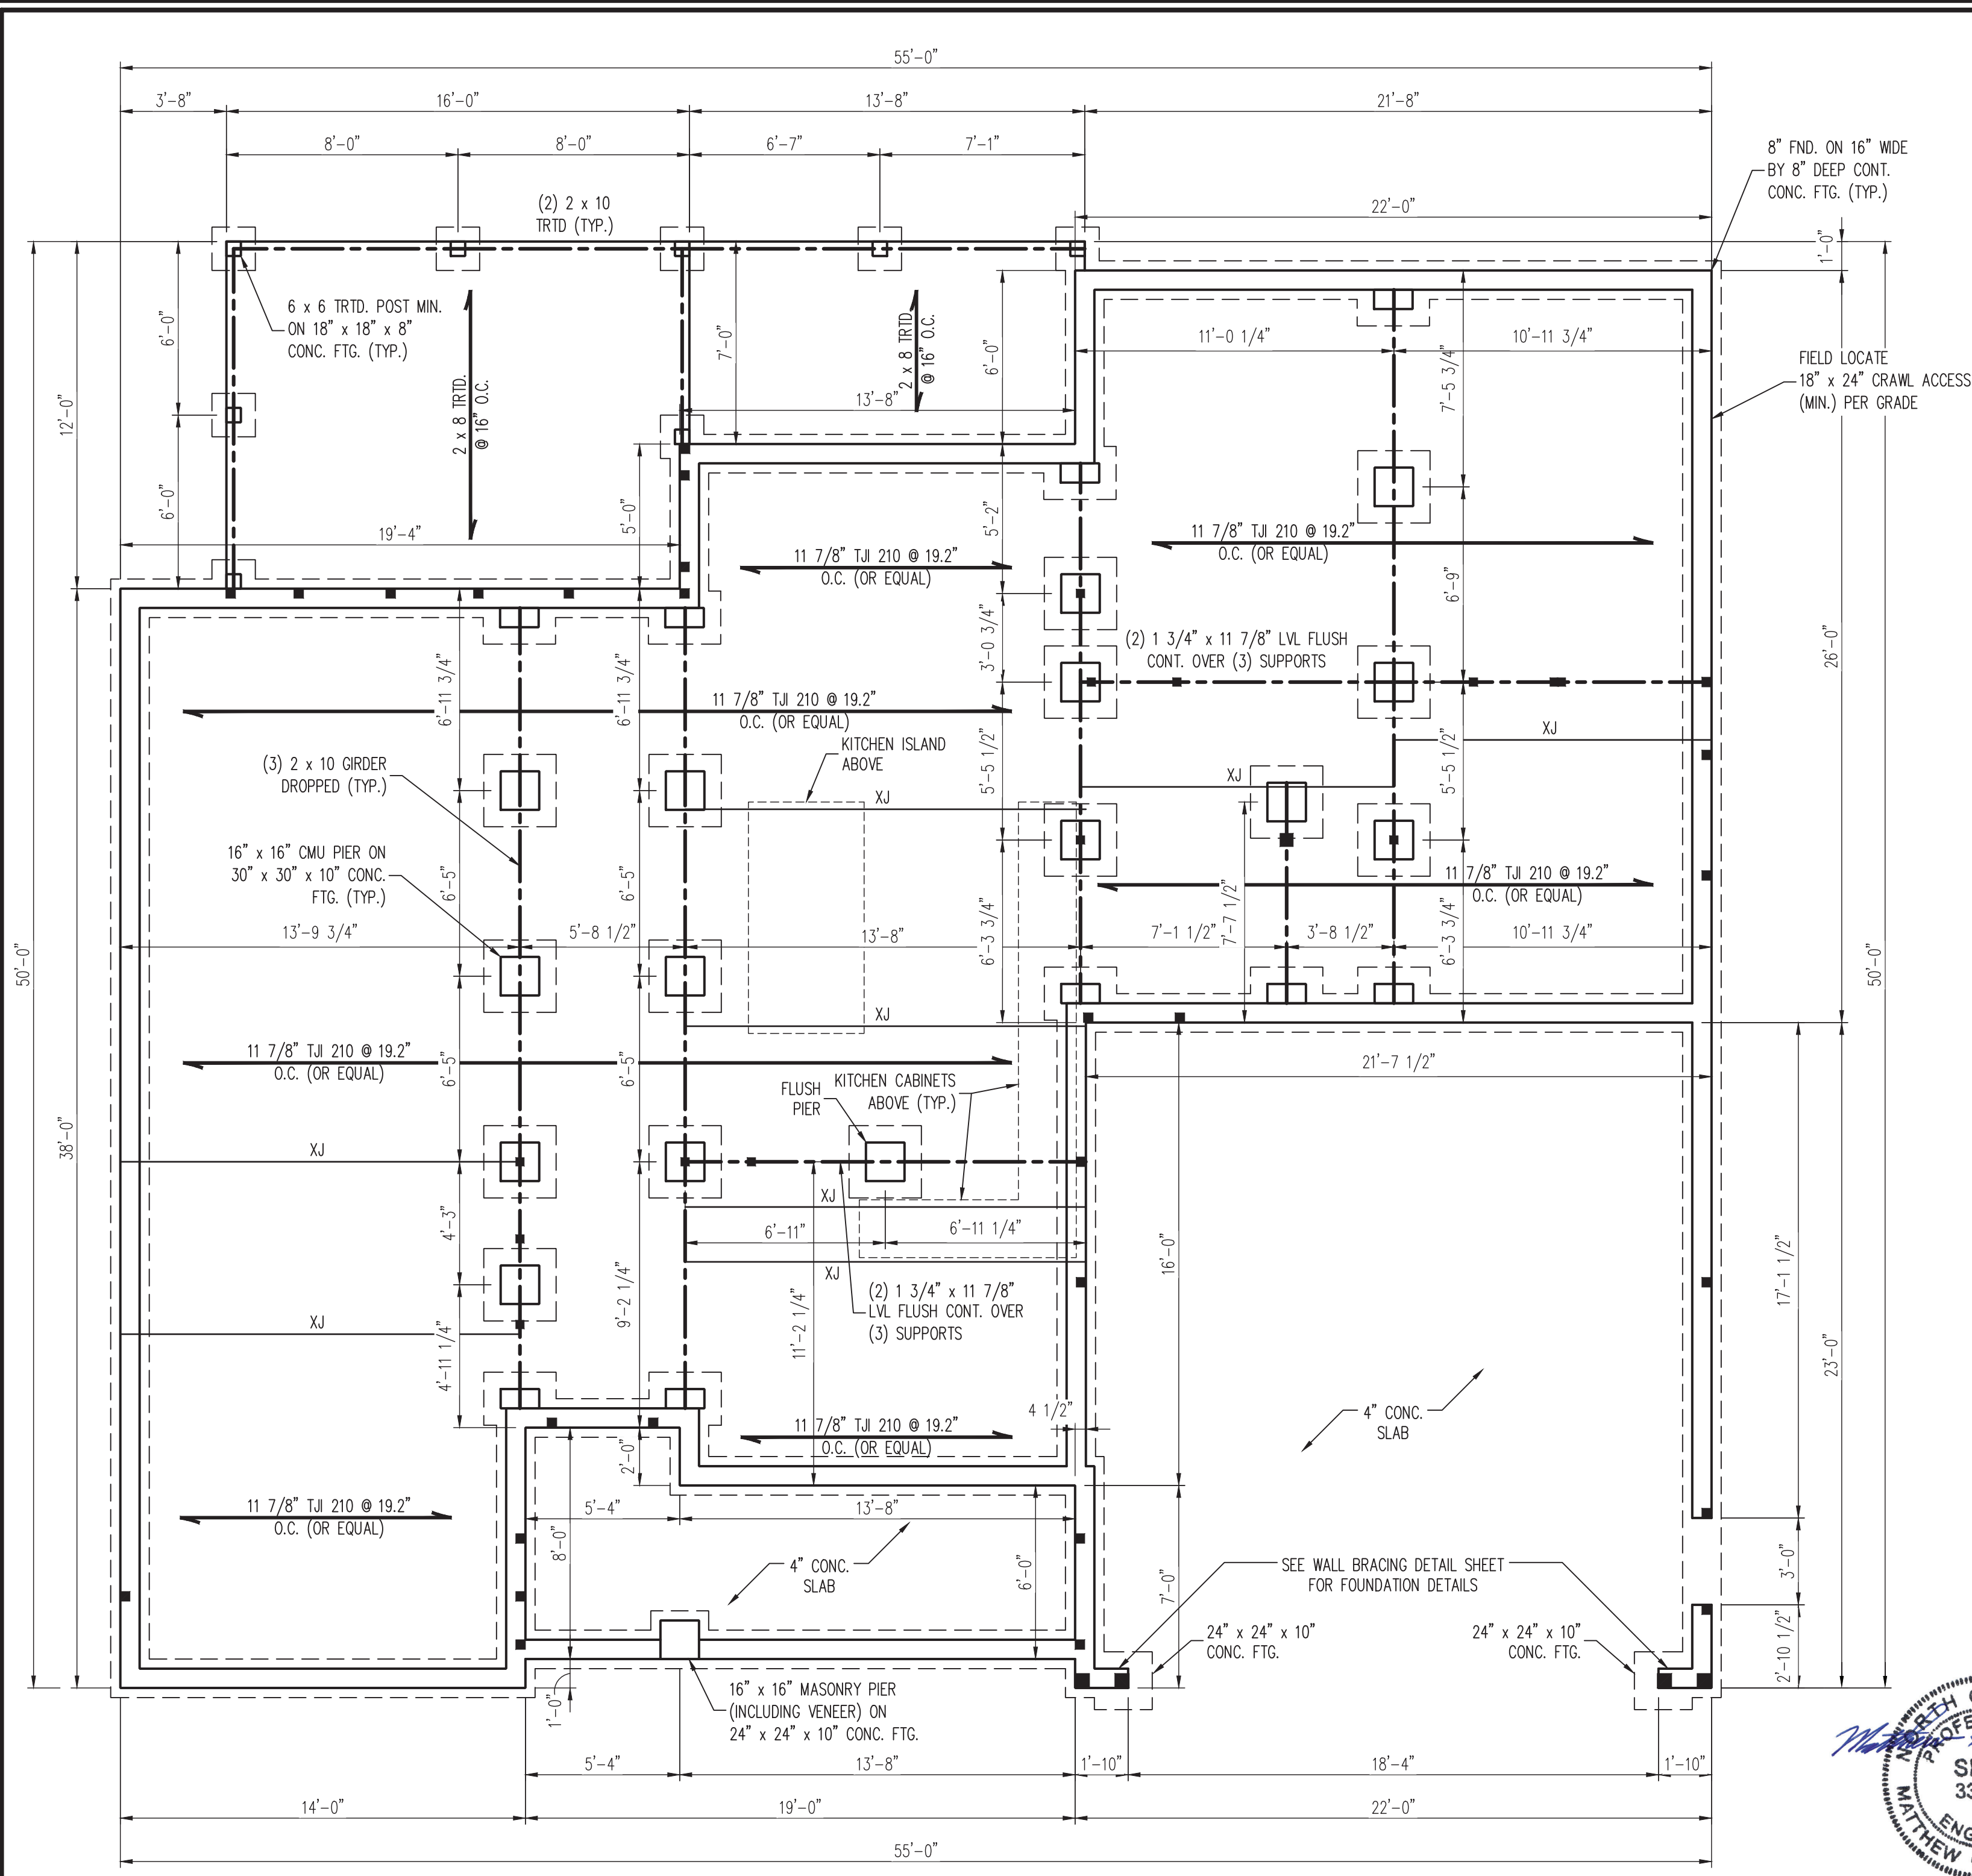 55'-0"
3'-8"
16'-0"
13'-8"
21'-8"
8'-0"
8'-0"
6'-7"
7'-1"
8" FND. ON 16" WIDE
BY 8" DEEP CONT.
CONC. FTG. (TYP.)
(2) 2 x 10
TRTD (TYP.)
22'-0"
1'-0"
6 x 6 TRTD. POST MIN.
ON 18" x 18" x 8"
CONC. FTG. (TYP.)
6'-0"
7'-0"
2 x 8 TRTD
@ 16" O.C.
6'-0"
11'-0 1/4"
10'-11 3/4"
7'-5 3/4"
FIELD LOCATE
18" x 24" CRAWL ACCESS
(MIN.) PER GRADE
12'-0"
2 x 8 TRTD.
@ 16" O.C.
13'-8"
6'-0"
5'-0"
19'-4"
5'-2"
11 7/8" TJI 210 @ 19.2"
O.C. (OR EQUAL)
11 7/8" TJI 210 @ 19.2"
O.C. (OR EQUAL)
6'-9"
3'-0 3/4"
(2) 1 3/4" x 11 7/8" LVL FLUSH
CONT. OVER (3) SUPPORTS
26'-0"
6'-11 3/4"
6'-11 3/4"
11 7/8" TJI 210 @ 19.2"
O.C. (OR EQUAL)
KITCHEN ISLAND
ABOVE
5'-5 1/2"
5'-5 1/2"
XJ
XJ
XJ
(3) 2 x 10 GIRDER
DROPPED (TYP.)
16" x 16" CMU PIER ON
30" x 30" x 10" CONC.
FTG. (TYP.)
6'-5"
6'-5"
11 7/8" TJI 210 @ 19.2"
O.C. (OR EQUAL)
7'-7 1/2"
6'-3 3/4"
6'-3 3/4"
13'-9 3/4"
5'-8 1/2"
13'-8"
7'-1 1/2"
3'-8 1/2"
10'-11 3/4"
50'-0"
50'-0"
XJ
11 7/8" TJI 210 @ 19.2"
O.C. (OR EQUAL)
6'-5"
6'-5"
21'-7 1/2"
FLUSH
PIER
KITCHEN CABINETS
ABOVE (TYP.)
38'-0"
XJ
XJ
4'-3"
6'-11"
6'-11 1/4"
16'-0"
17'-1 1/2"
XJ
(2) 1 3/4" x 11 7/8"
LVL FLUSH CONT. OVER
(3) SUPPORTS
9'-2 1/4"
11'-2 1/4"
XJ
4'-11 1/4"
23'-0"
4 1/2"
4" CONC.
SLAB
11 7/8" TJI 210 @ 19.2"
O.C. (OR EQUAL)
2'-0"
11 7/8" TJI 210 @ 19.2"
O.C. (OR EQUAL)
5'-4"
13'-8"
8'-0"
4" CONC.
SLAB
6'-0"
7'-0"
3'-0"
SEE WALL BRACING DETAIL SHEET
FOR FOUNDATION DETAILS
24" x 24" x 10"
CONC. FTG.
24" x 24" x 10"
CONC. FTG.
2'-10 1/2"
1'-0"
16" x 16" MASONRY PIER
(INCLUDING VENEER) ON
24" x 24" x 10" CONC. FTG.
5'-4"
13'-8"
1'-10"
18'-4"
1'-10"
14'-0"
19'-0"
22'-0"
55'-0"
NORTH
MATTHEW